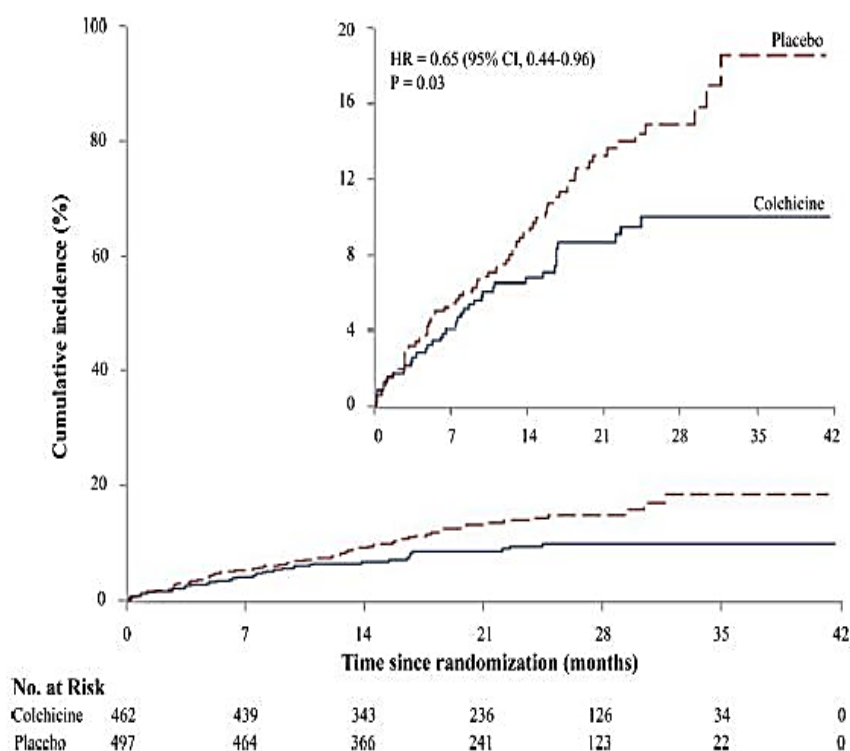 100
80
60
40
20
0
Cumulative incidence (%)
20
16
12
8
4
0
HR = 0.65 (95% CI, 0.44-0.96)
P = 0.03
Placebo
Colchicine
0 7 14 21 28 35 42
0 7 14 21 28 35 42
Time since randomization (months)
No. at Risk
Colchicine 462 439 343 236 126 34 0
Placebo 497 464 366 241 123 22 0